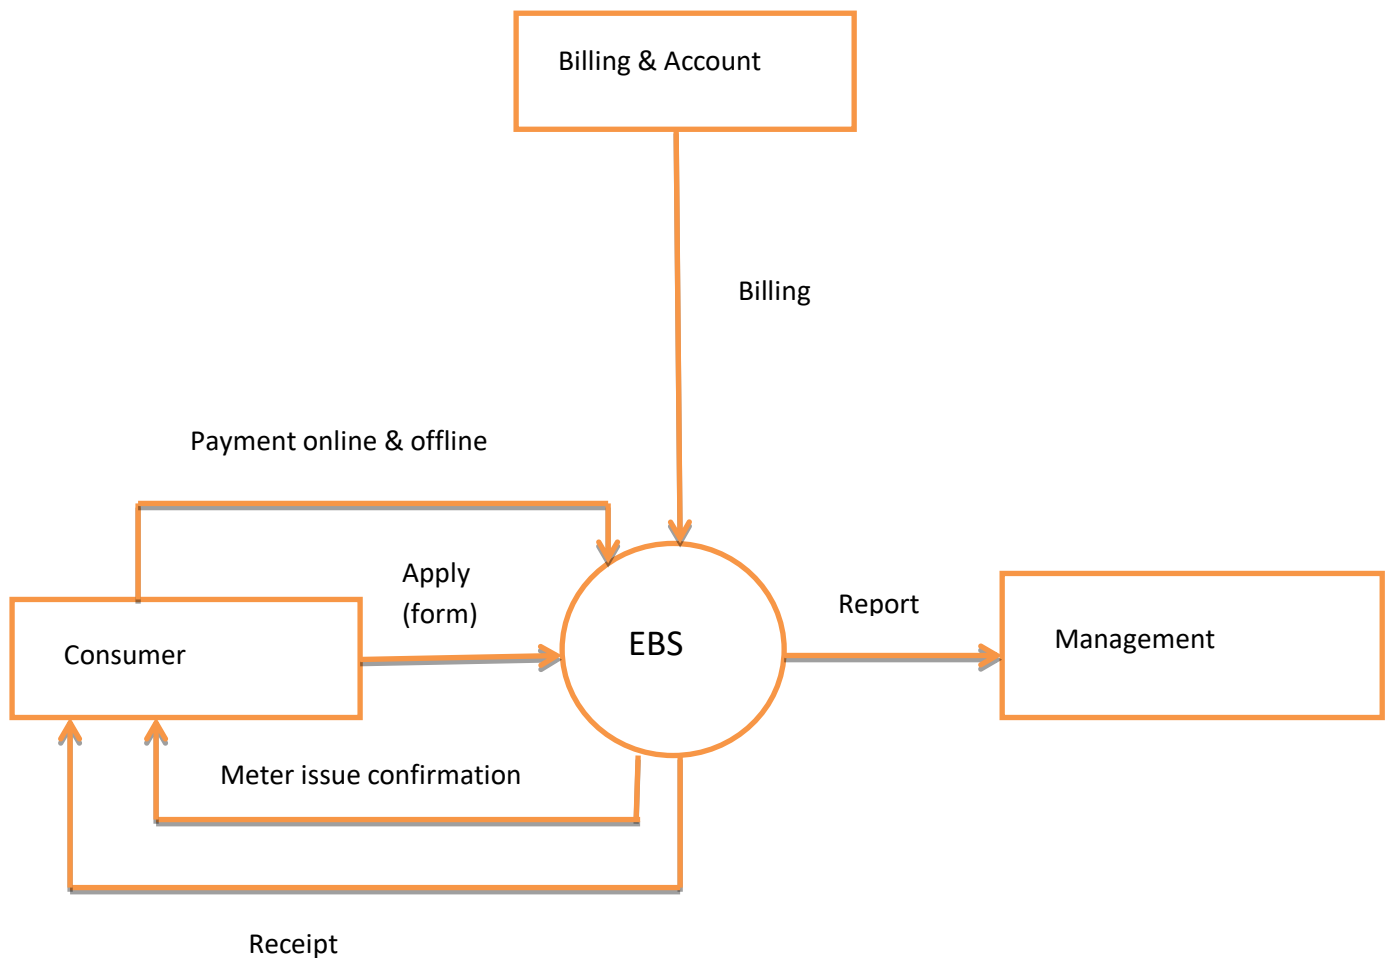 Billing & Account
Billing
Payment online & offline
Apply
(form)
Consumer
EBS
Report
Management
Meter issue confirmation
Receipt